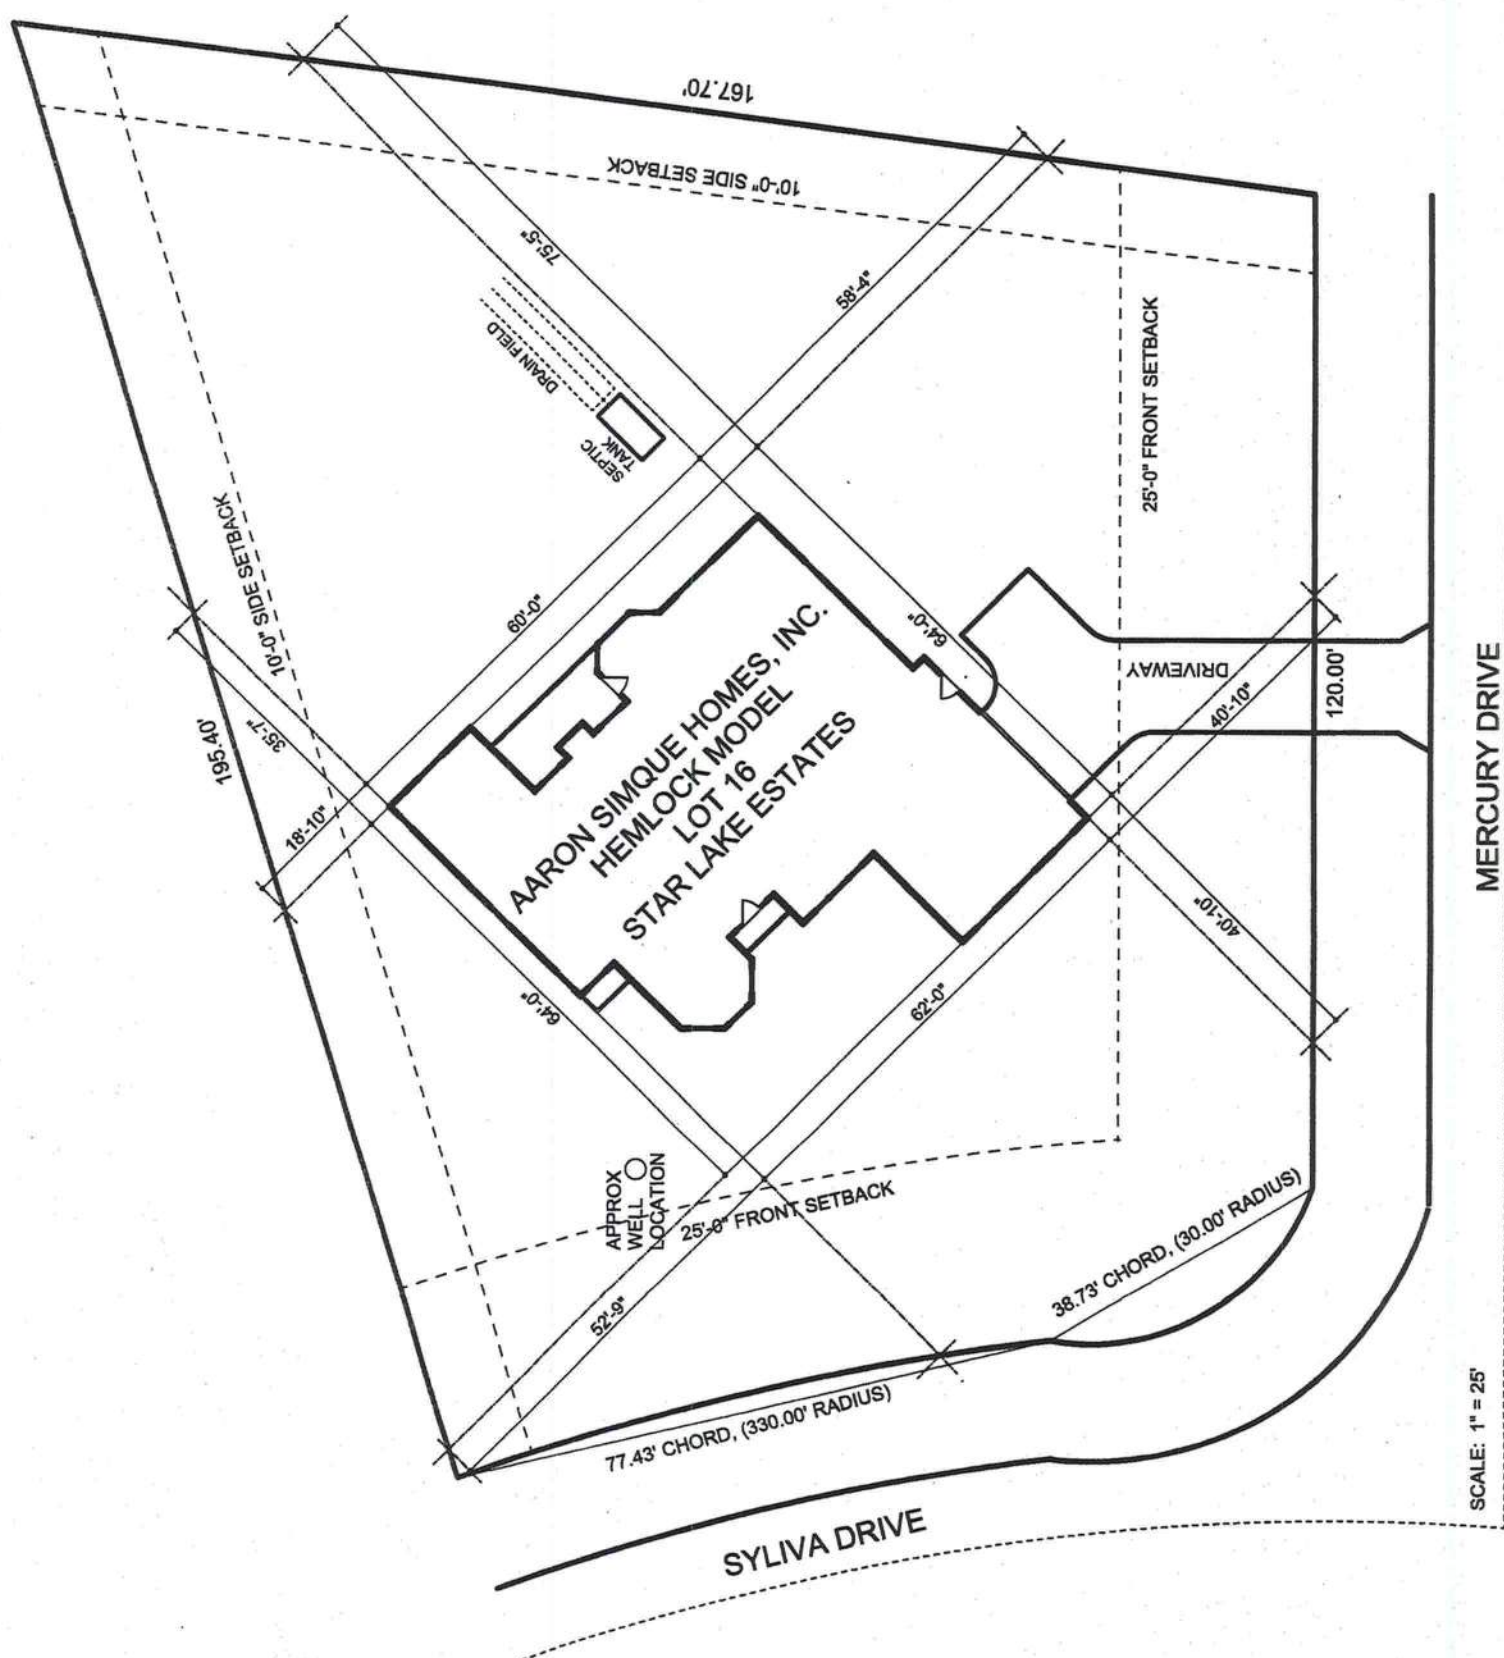 167.70'
10'-0" SIDE SETBACK
75'-5"
58'-4"
DRAIN FIELD
SEPTIC
TANK
25'-0" FRONT SETBACK
10'-0" SIDE SETBACK
195.40'
35'-7"
60'-0"
18'-10"
64'-0"
AARON SIMQUE HOMES, INC.
HEMLOCK MODEL
LOT 16
STAR LAKE ESTATES
DRIVEWAY
120.00'
40'-10"
MERCURY DRIVE
64'-0"
62'-0"
40'-10"
APPROX
WELL
LOCATION
25'-0" FRONT SETBACK
52'-9"
38.73' CHORD, (30.00' RADIUS)
77.43' CHORD, (330.00' RADIUS)
SYLIVA DRIVE
SCALE: 1" = 25'